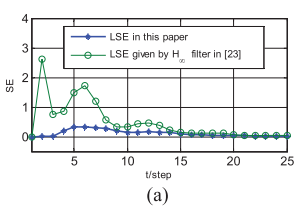 4
3
2
1
0
SE
LSE in this paper
LSE given by H∞ filter in [23]
5 10 15 20 25
t/step
(a)